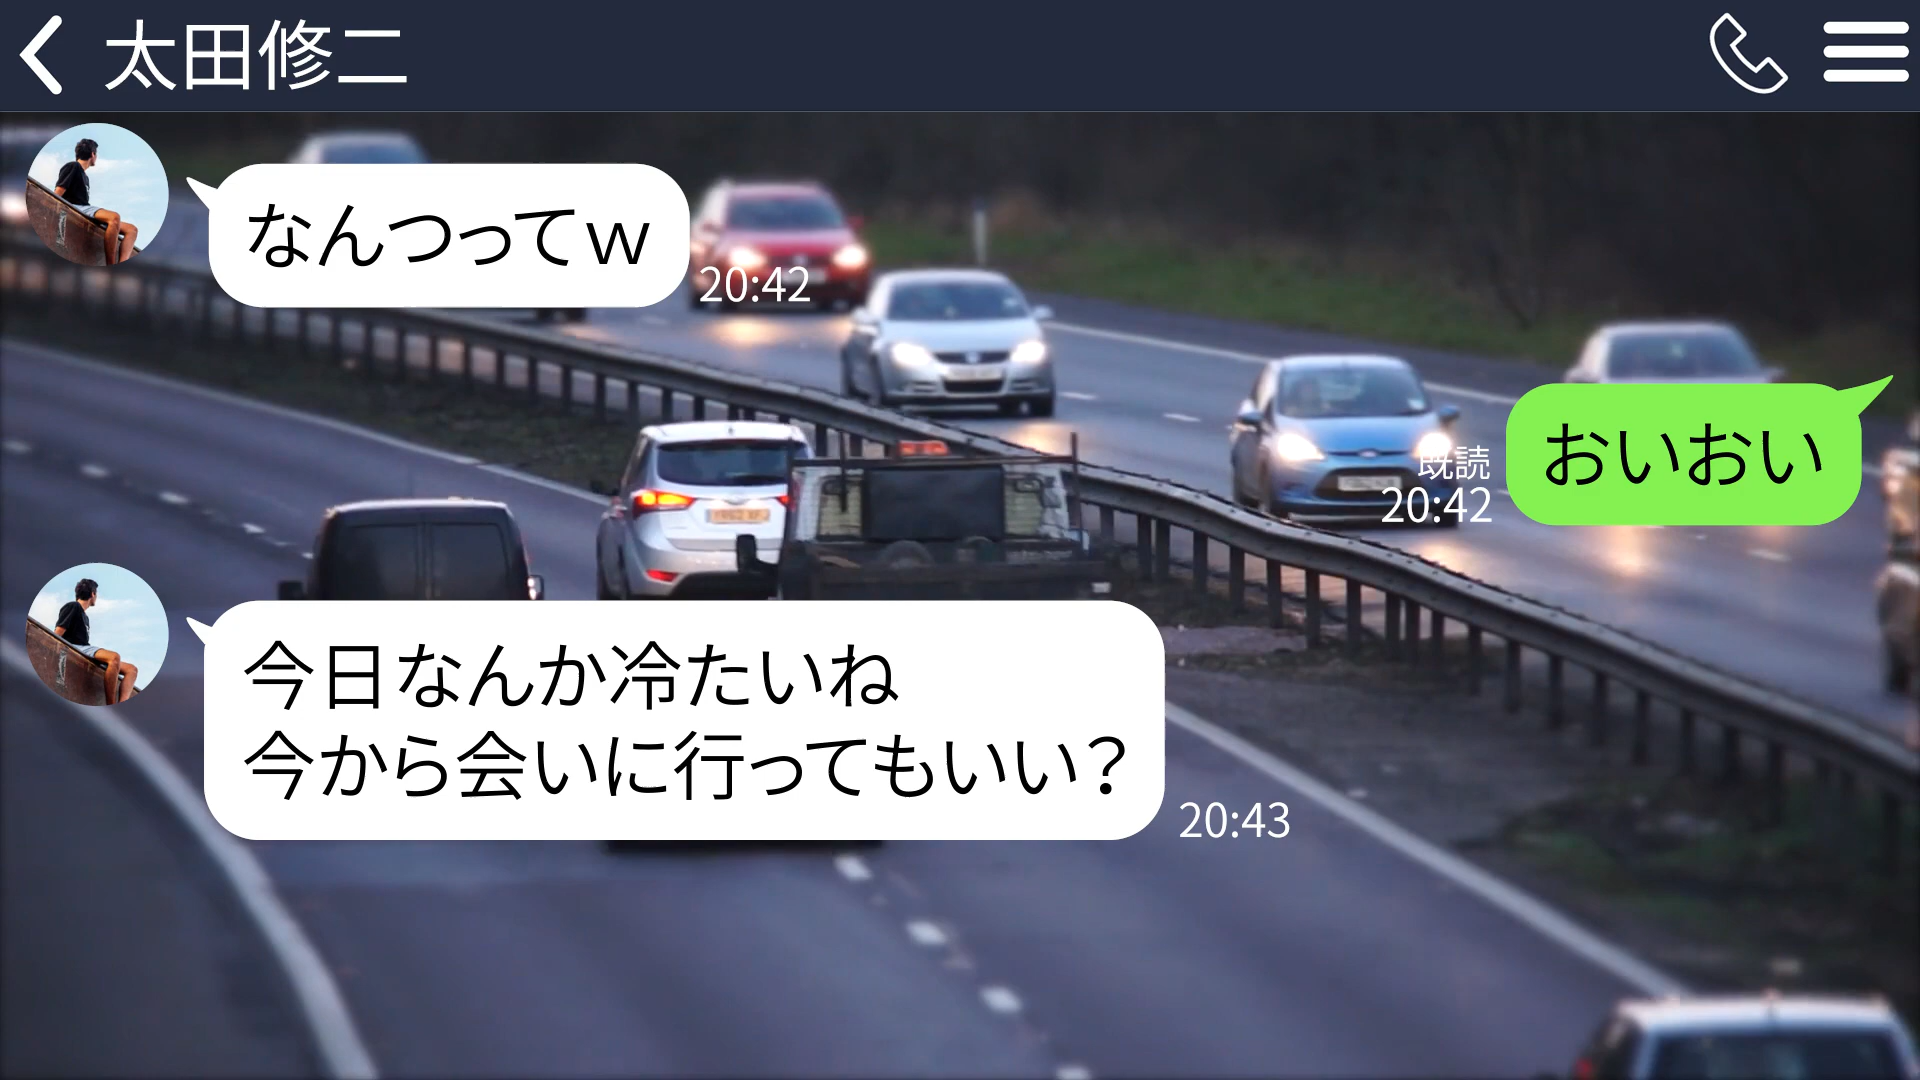 太田修二
なんつってｗ
20:42
おいおい
既読
20:42
今日なんか冷たいね
今から会いに行ってもいい？
20:43